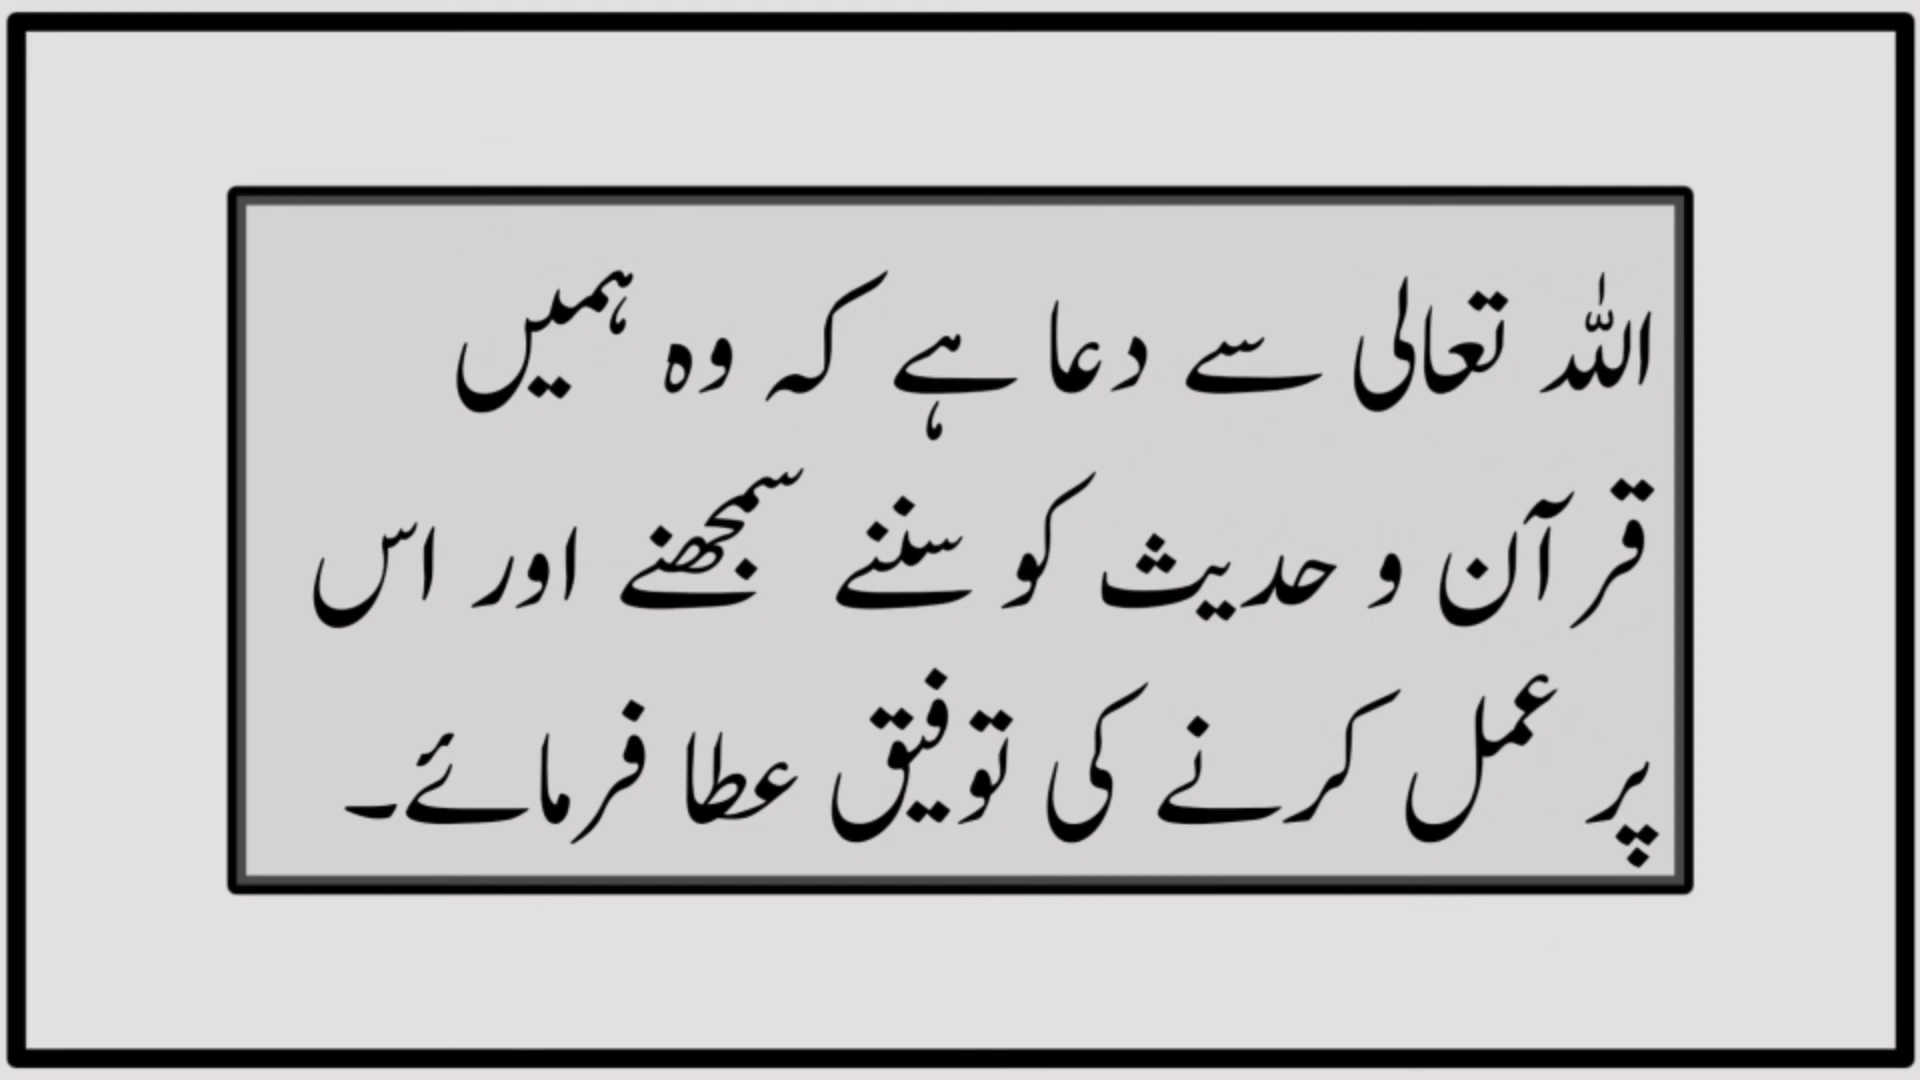 اللہ تعالی سے دعا ہے کہ وہ ہمیں
قرآن و حدیث کو سننے سمجھنے اور اس
پر عمل کرنے کی توفیق عطا فرمائے۔